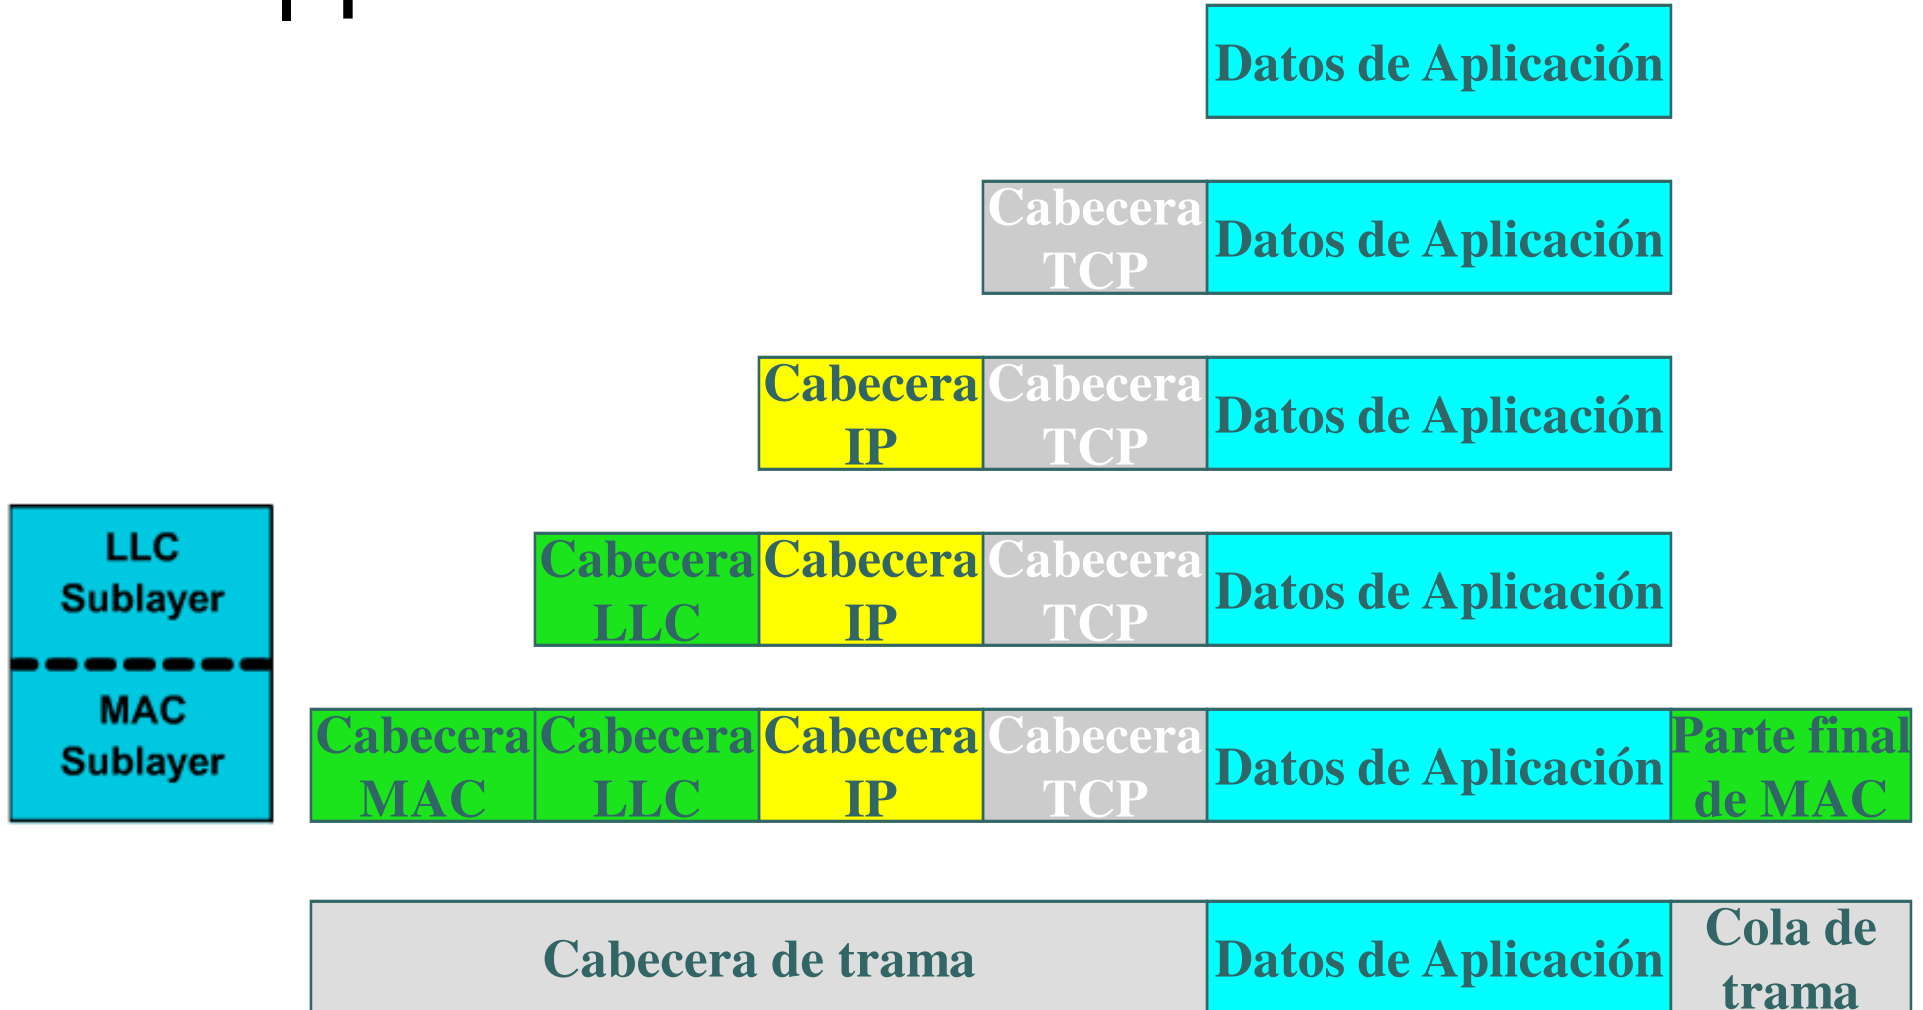 Datos de Aplicación
Cabecera
TCP
Datos de Aplicación
Cabecera
IP
Cabecera
TCP
Datos de Aplicación
LLC
Sublayer
Cabecera
LLC
Cabecera
IP
Cabecera
TCP
Datos de Aplicación
MAC
Sublayer
Cabecera
MAC
Cabecera
LLC
Cabecera
IP
Cabecera
TCP
Datos de Aplicación
Parte final
de MAC
Cabecera de trama
Datos de Aplicación
Cola de
trama